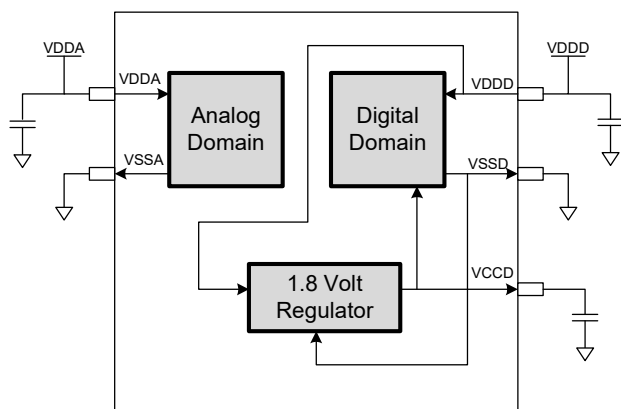 VDDA
VDDD
VDDA
Analog
Domain
Digital
Domain
VDDD
VSSA
VSSD
1.8 Volt
Regulator
VCCD